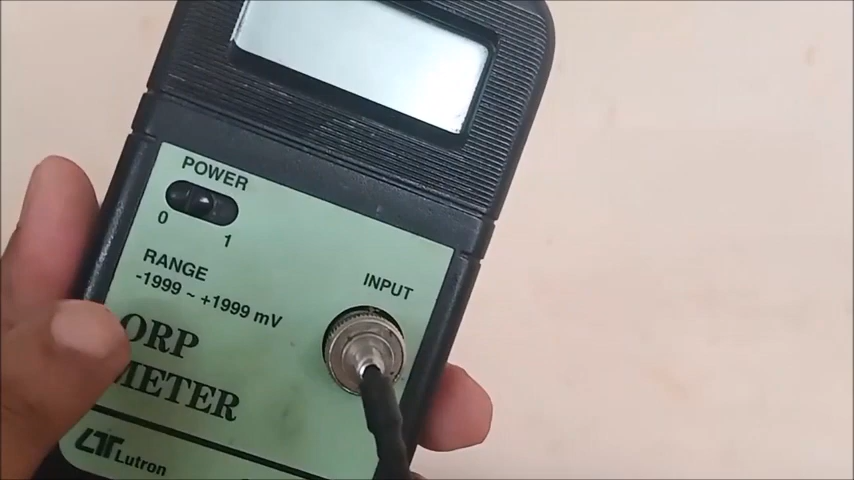 POWER
0 1
RANGE
-1999 ~ +1999 mV
INPUT
ORP
METER
Lutron